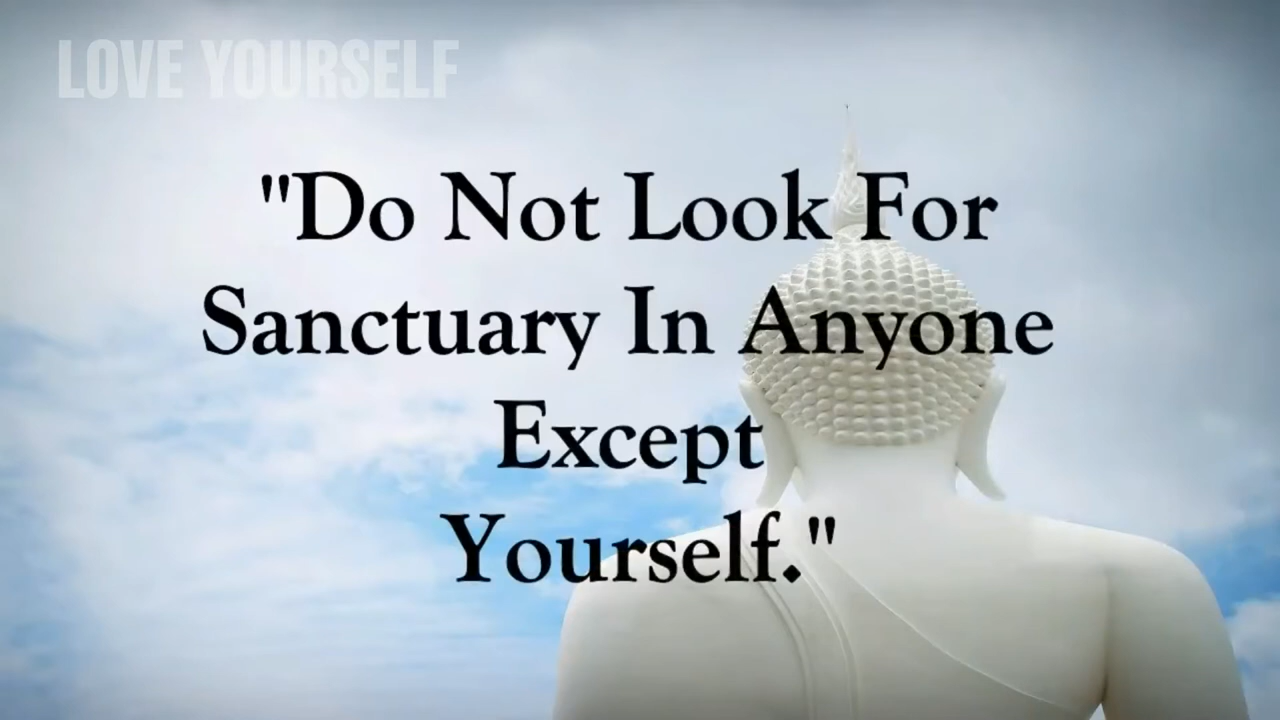 LOVE YOURSELF
"Do Not Look For
Sanctuary In Anyone
Except
Yourself."